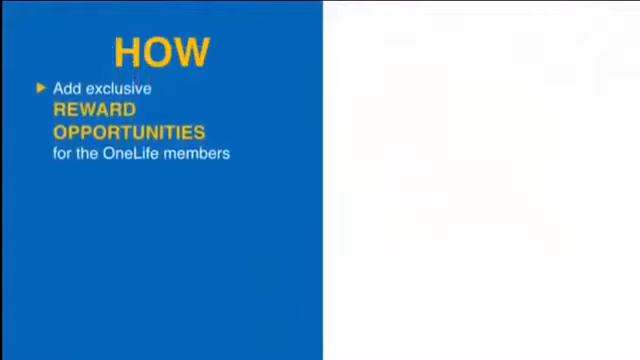 HOW
Add exclusive
REWARD
OPPORTUNITIES
for the OneLife members